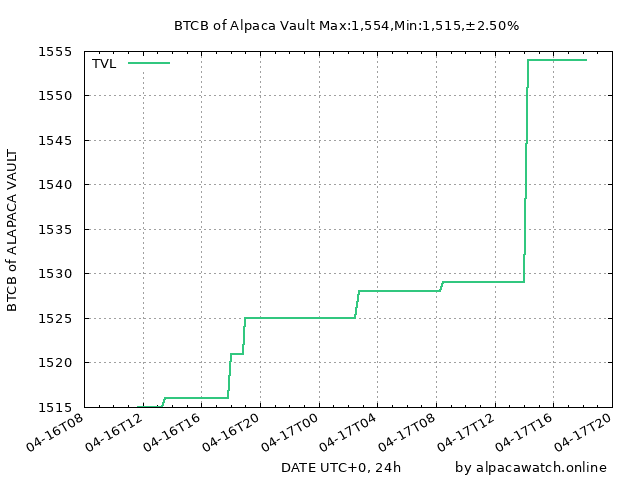 BTCB of Alpaca Vault Max:1,554,Min:1,515,±2.50%
TVL
1555
1550
1545
1540
1535
1530
1525
1520
1515
BTCB of ALAPACA VAULT
04-16T08
04-16T12
04-16T16
04-16T20
04-17T00
04-17T04
04-17T08
04-17T12
04-17T16
04-17T20
DATE UTC+0, 24h
by alpacawatch.online